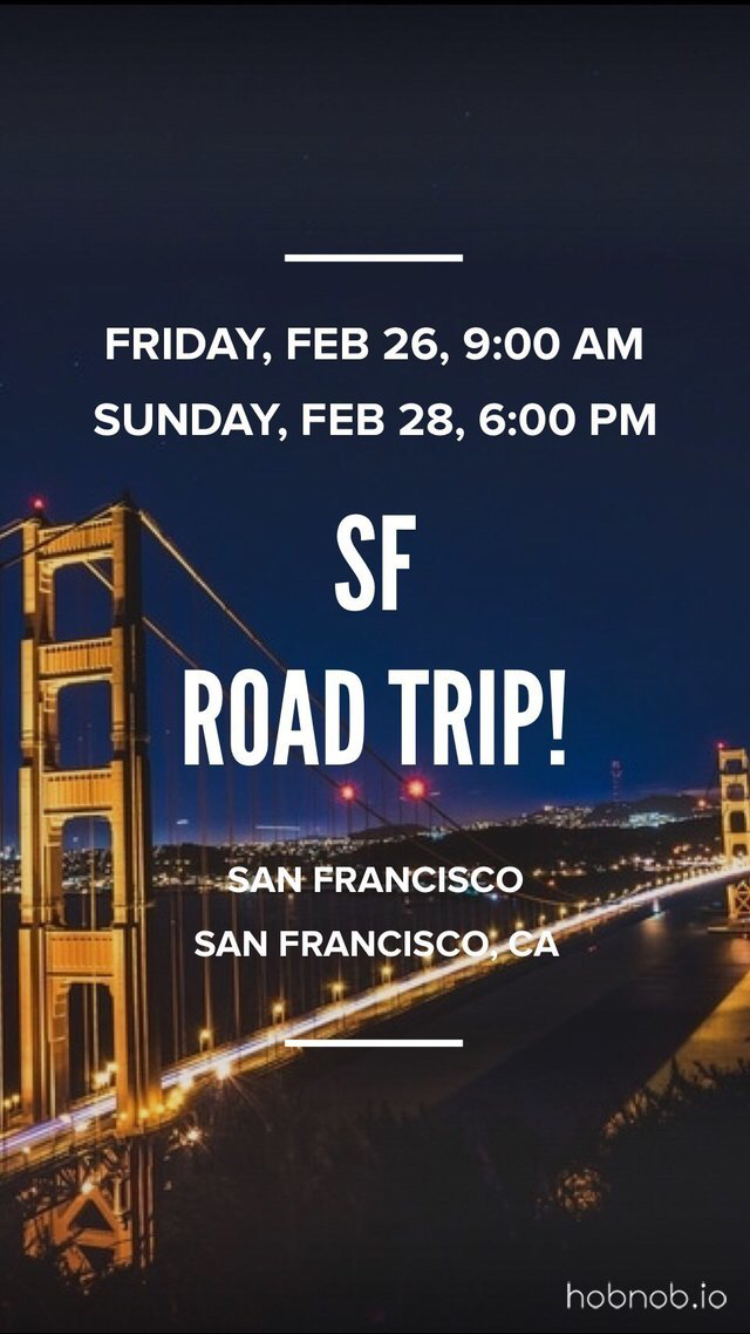 FRIDAY, FEB 26, 9:00 AM
SUNDAY, FEB 28, 6:00 PM
SF
ROAD TRIP!
SAN FRANCISCO
SAN FRANCISCO, CA
hobnob.io